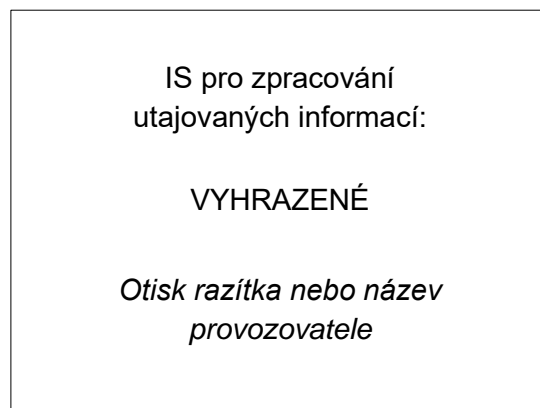 IS pro zpracování
utajovaných informací:
VYHRAZENÉ
Otisk razítka nebo název
provozovatele